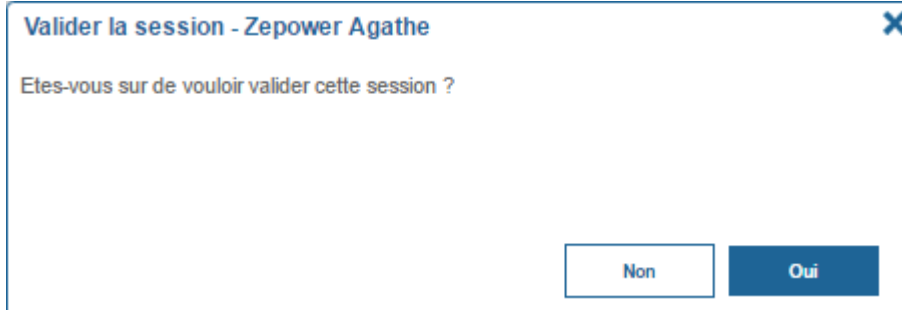 Valider la session - Zepower Agathe
Etes-vous sur de vouloir valider cette session ?
Non
Oui